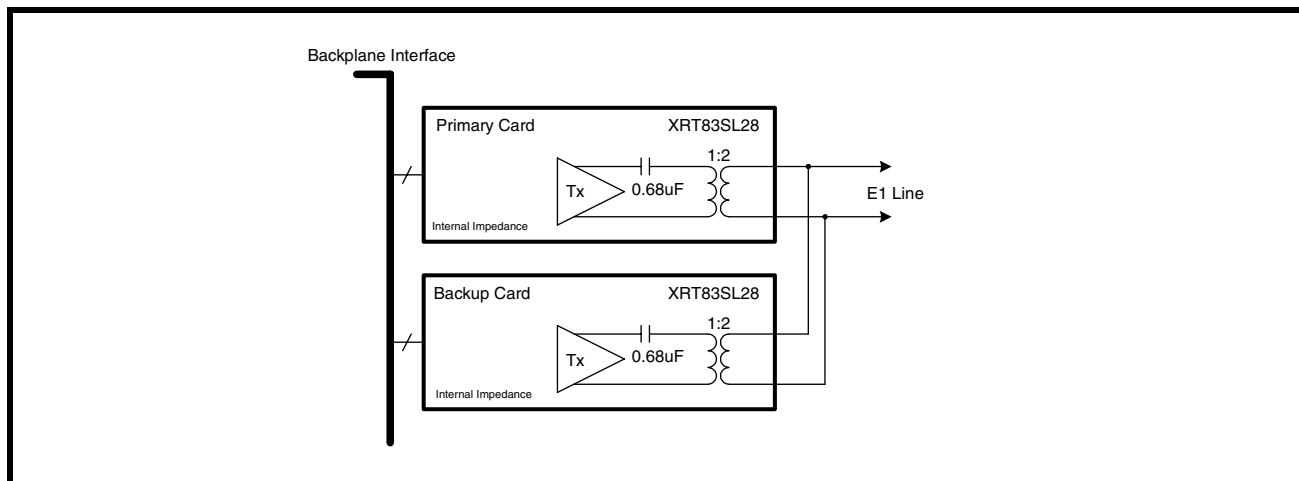 Backplane Interface
Primary Card XRT83SL28
1:2
Tx 0.68uF
E1 Line
Internal Impedance
Backup Card XRT83SL28
1:2
Tx 0.68uF
Internal Impedance